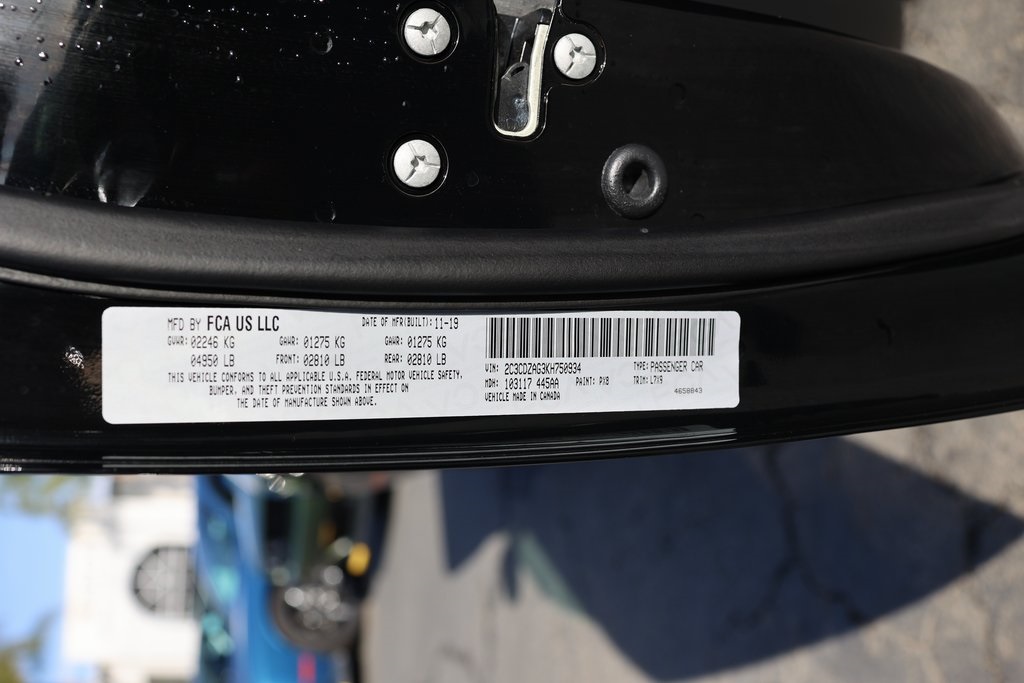 MFD BY FCA US LLC DATE OF MFR(BUILT): 11-19
GVWR: 02246 KG GAWR: 01275 KG GAWR: 01275 KG
04950 LB FRONT: 02810 LB REAR: 02810 LB
THIS VEHICLE CONFORMS TO ALL APPLICABLE U.S.A. FEDERAL MOTOR VEHICLE SAFETY,
BUMPER, AND THEFT PREVENTION STANDARDS IN EFFECT ON
THE DATE OF MANUFACTURE SHOWN ABOVE.
VIN: 2C3CDZAG3KH750934 TYPE: PASSENGER CAR
MDH: 103117 445AA PAINT: PX8 TRIM: L7X9
VEHICLE MADE IN CANADA 4658843